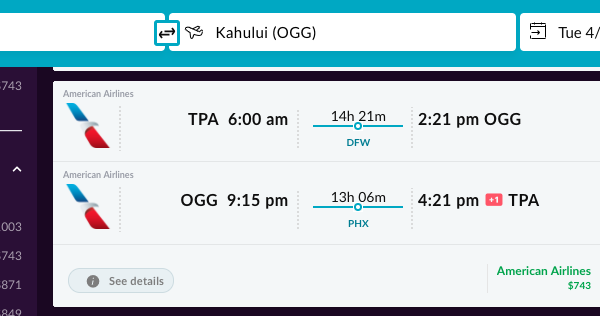 Kahului (OGG)
Tue 4/
$743
American Airlines
TPA 6:00 am 14h 21m 2:21 pm OGG
DFW
American Airlines
OGG 9:15 pm 13h 06m 4:21 pm +1 TPA
PHX
,003
$743
$871
$849
See details
American Airlines
$743